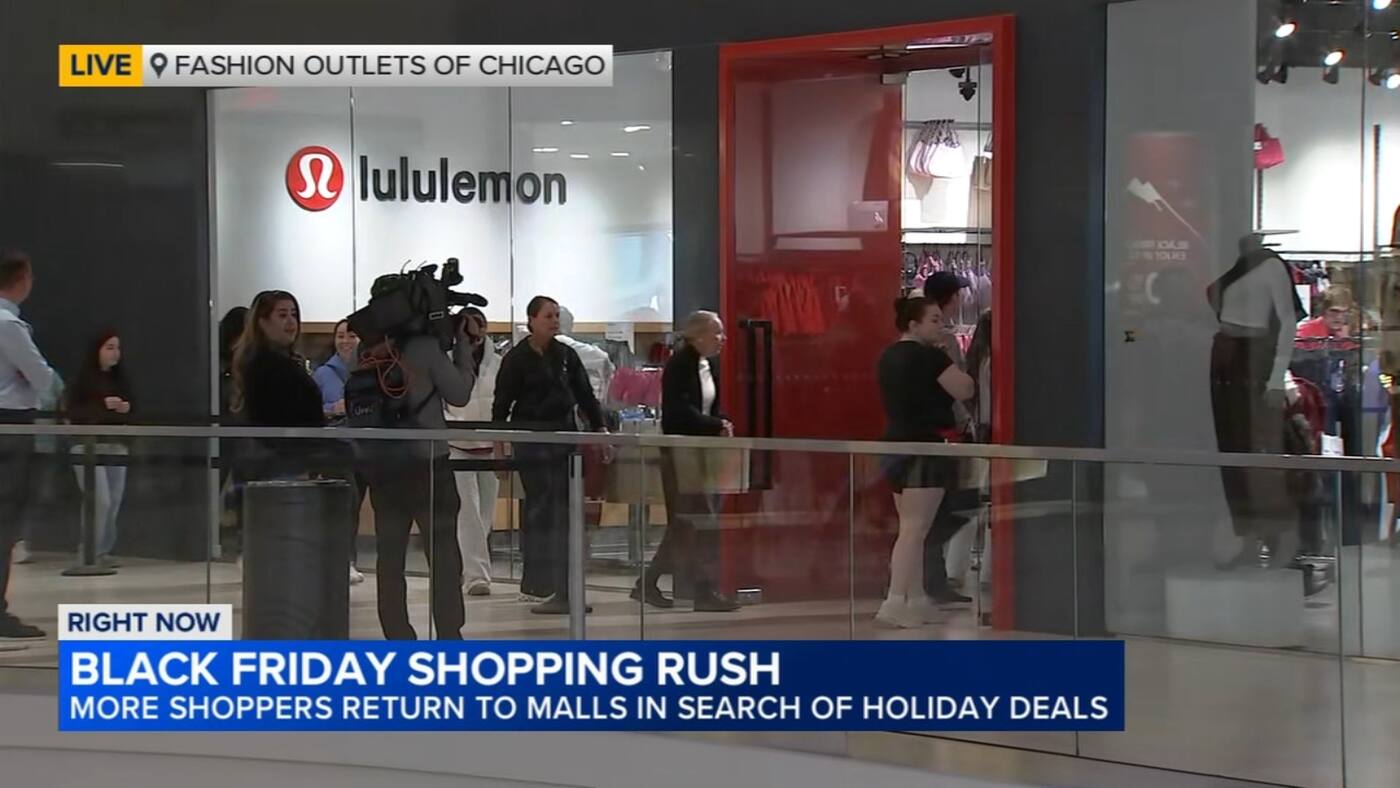 LIVE FASHION OUTLETS OF CHICAGO
lululemon
RIGHT NOW
BLACK FRIDAY SHOPPING RUSH
MORE SHOPPERS RETURN TO MALLS IN SEARCH OF HOLIDAY DEALS